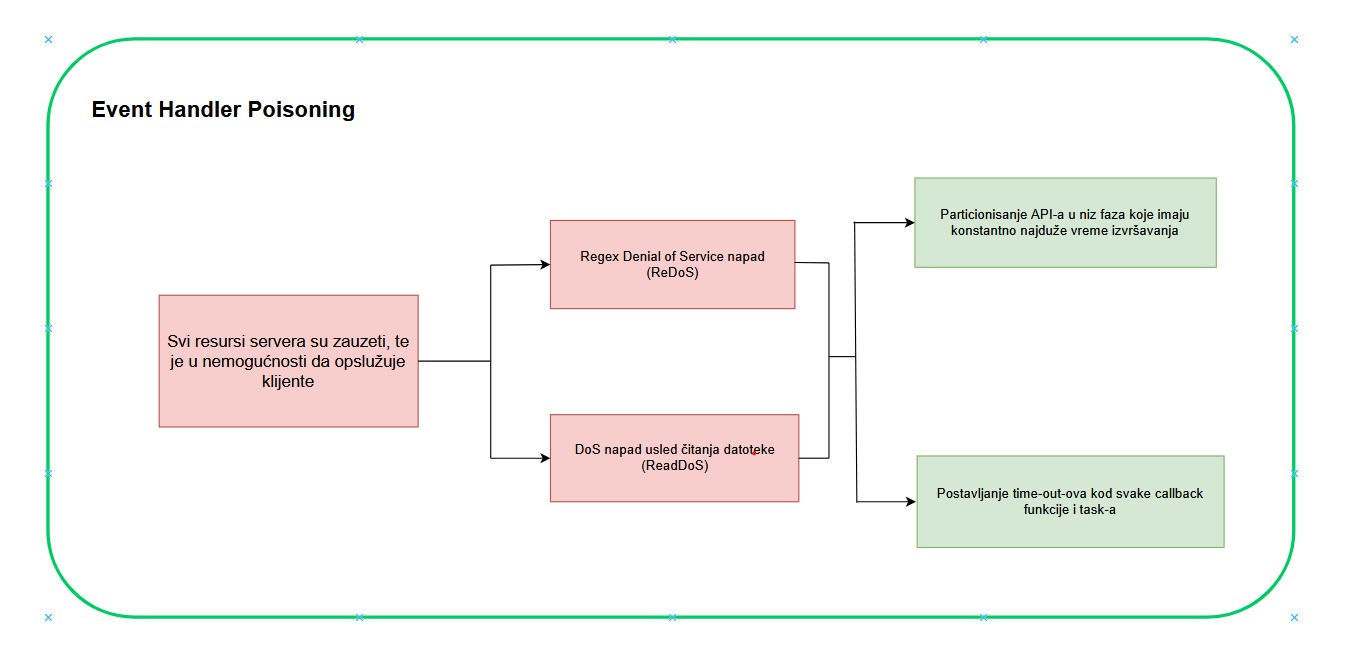 Event Handler Poisoning
Svi resursi servera su zauzeti, te
je u nemogućnosti da opslužuje
klijente
Regex Denial of Service napad
(ReDoS)
DoS napad usled čitanja datoteke
(ReadDoS)
Particionisanje API-a u niz faza koje imaju
konstantno najduže vreme izvršavanja
Postavljanje time-out-ova kod svake callback
funkcije i task-a